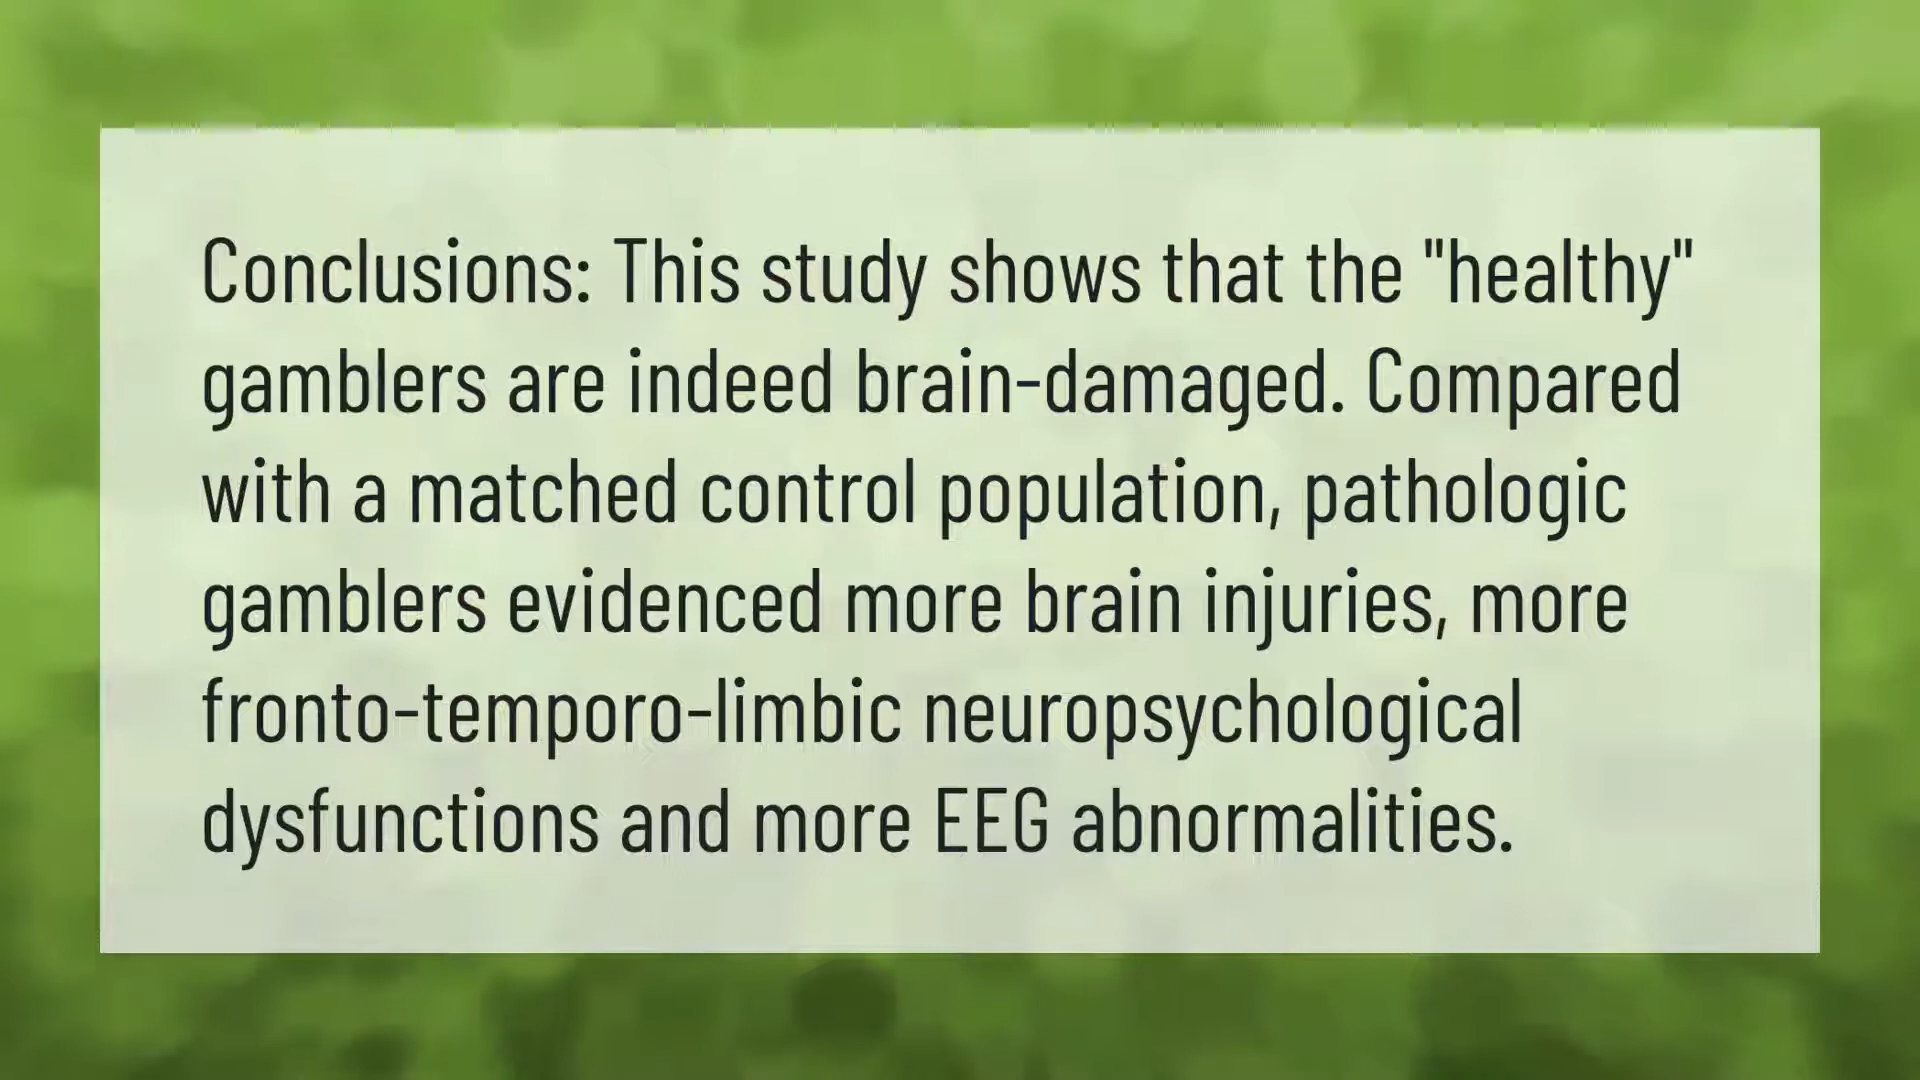 Conclusions: This study shows that the "healthy"
gamblers are indeed brain-damaged. Compared
with a matched control population, pathologic
gamblers evidenced more brain injuries, more
fronto-temporo-limbic neuropsychological
dysfunctions and more EEG abnormalities.